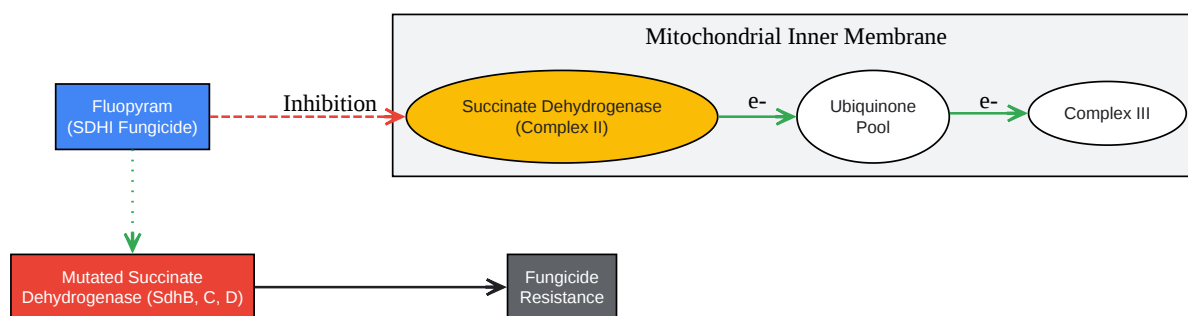 Mitochondrial Inner Membrane
Fluopyram
(SDHI Fungicide)
Inhibition
Succinate Dehydrogenase
(Complex II)
e-
Ubiquinone
Pool
e-
Complex III
Mutated Succinate
Dehydrogenase (SdhB, C, D)
Fungicide
Resistance